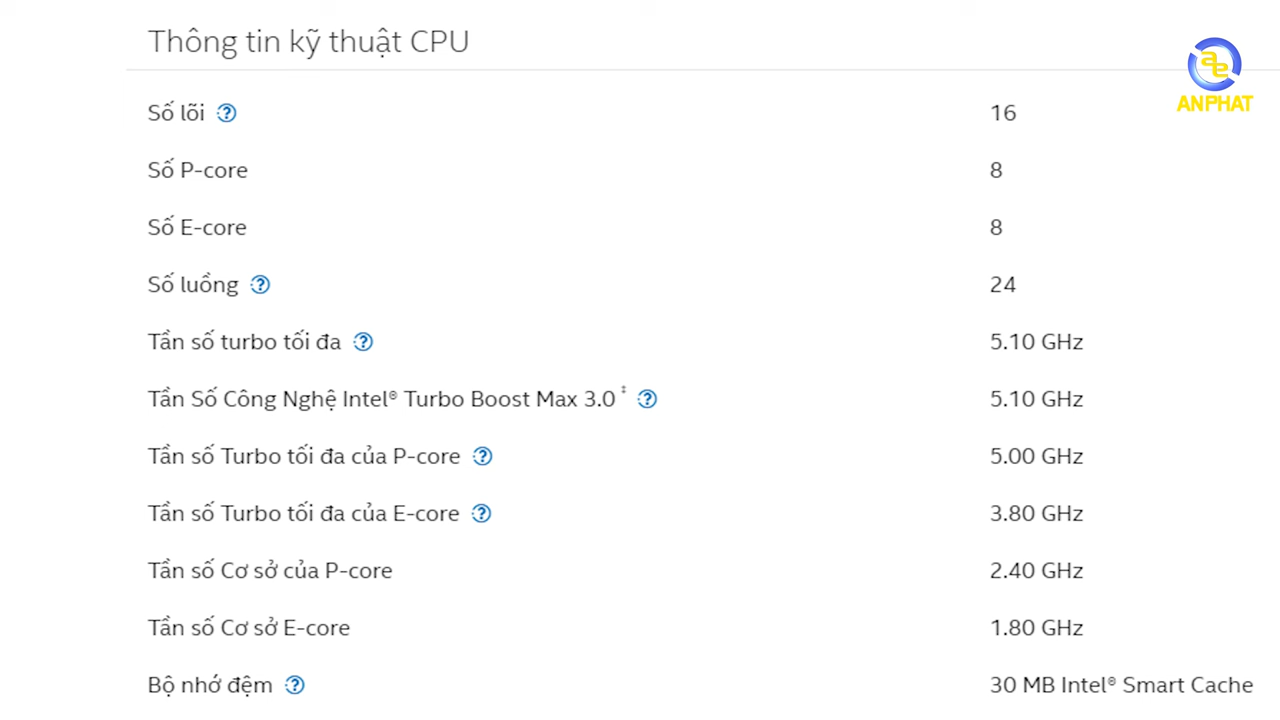 Thông tin kỹ thuật CPU
ae
ANPHAT
Số lõi ? 16
Số P-core 8
Số E-core 8
Số luồng ? 24
Tần số turbo tối đa ? 5.10 GHz
Tần Số Công Nghệ Intel® Turbo Boost Max 3.0 ‡ ? 5.10 GHz
Tần số Turbo tối đa của P-core ? 5.00 GHz
Tần số Turbo tối đa của E-core ? 3.80 GHz
Tần số Cơ sở của P-core 2.40 GHz
Tần số Cơ sở E-core 1.80 GHz
Bộ nhớ đệm ? 30 MB Intel® Smart Cache